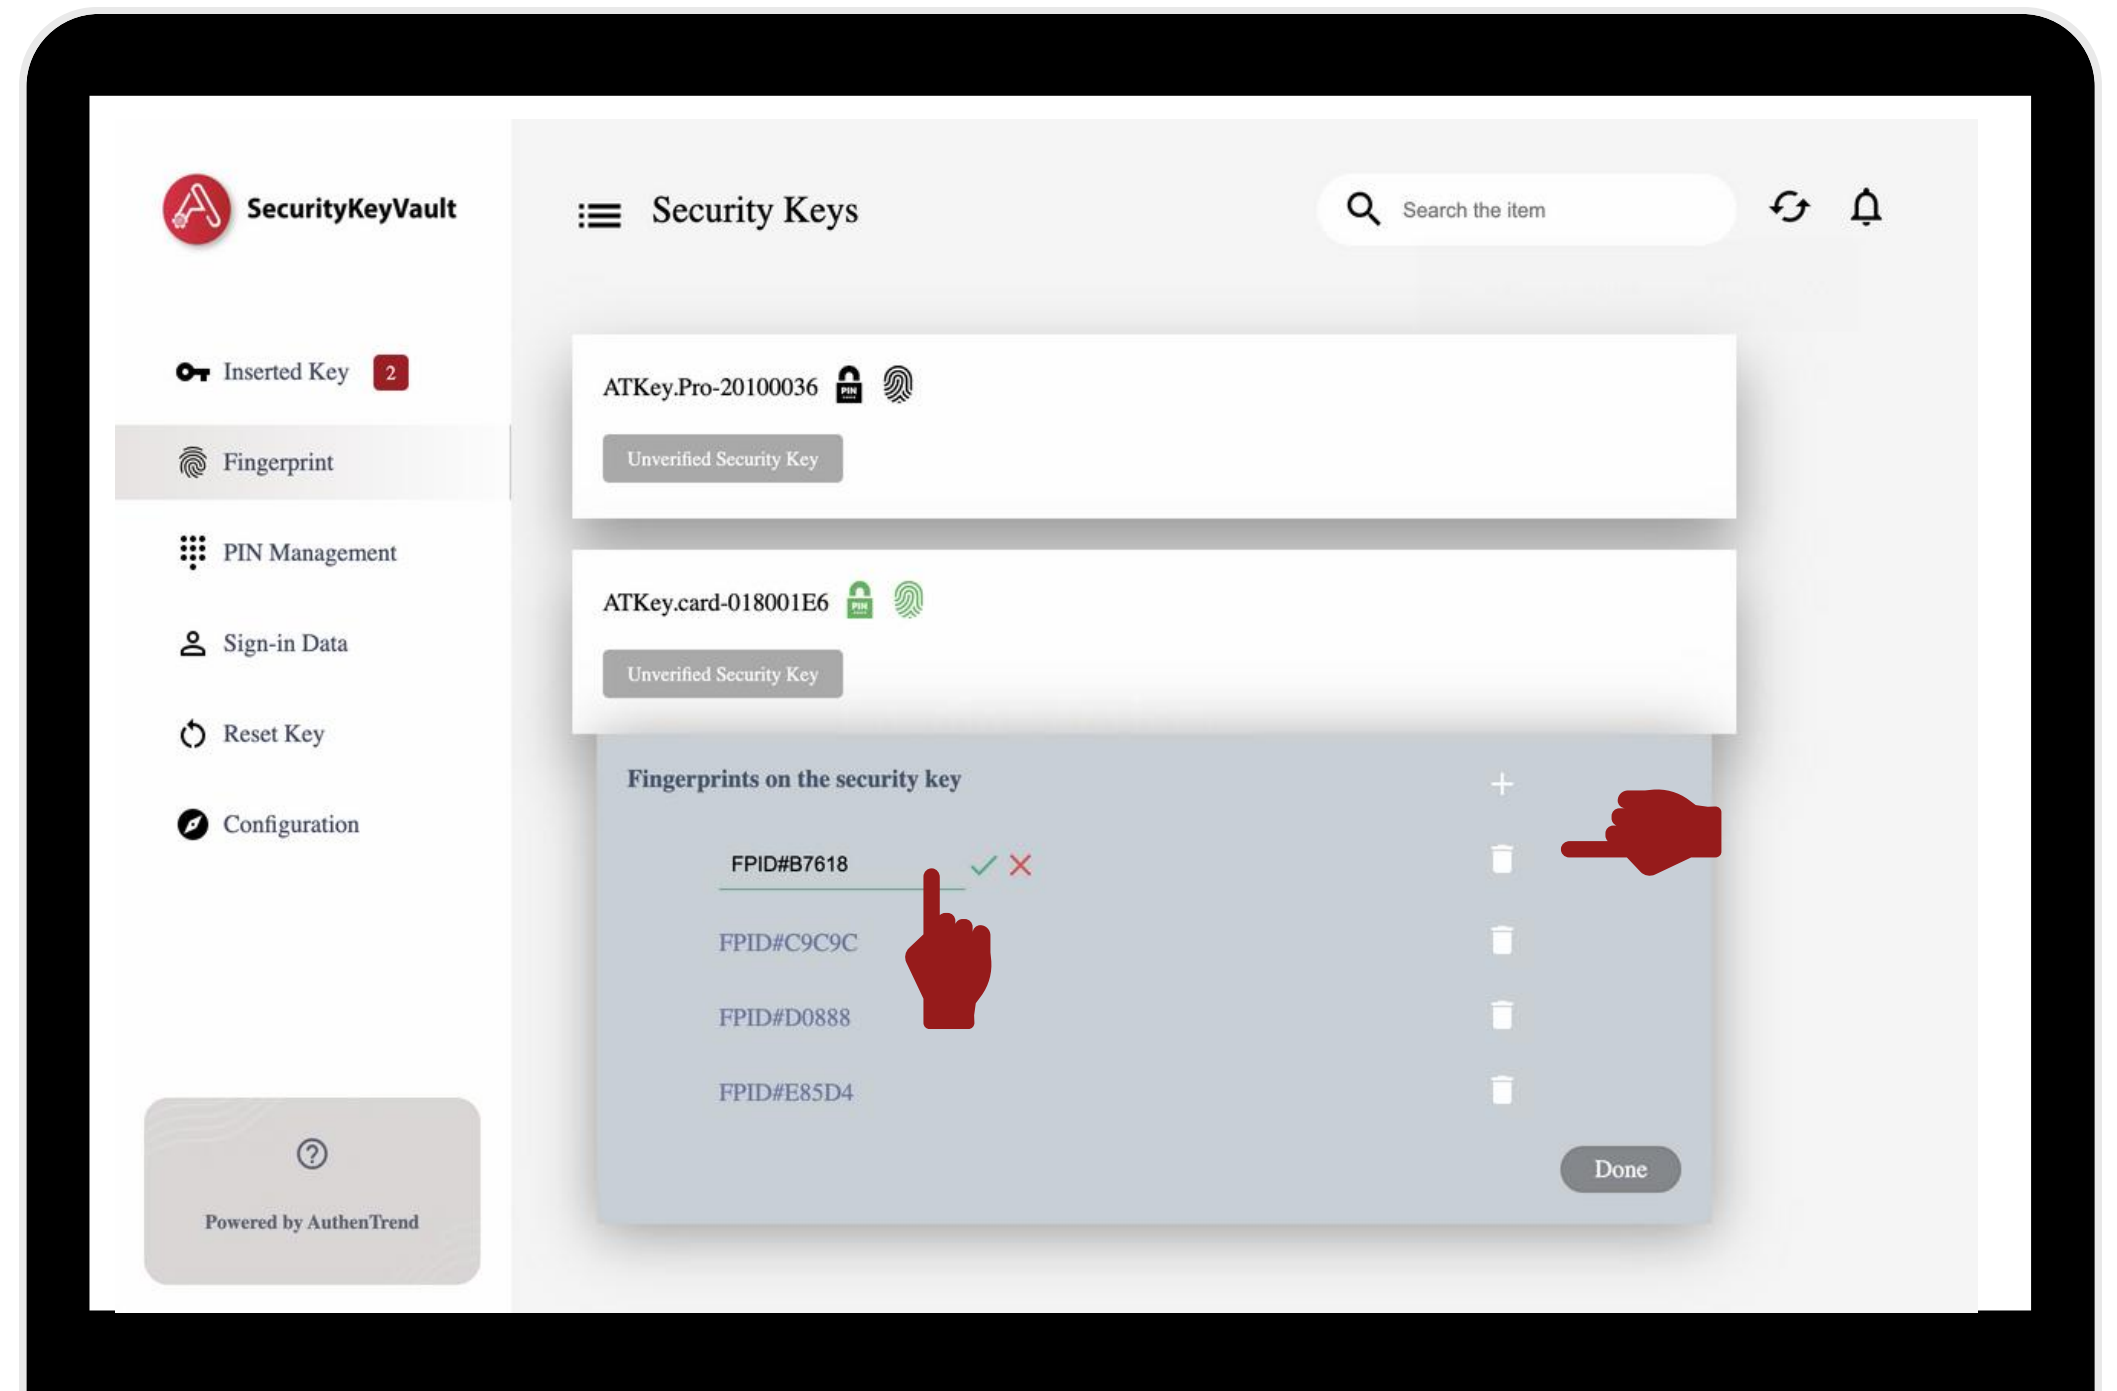 SecurityKeyVault
Security Keys
Search the item
Inserted Key 2
Fingerprint
PIN Management
Sign-in Data
Reset Key
Configuration
Powered by AuthenTrend
ATKey.Pro-20100036 PIN
Unverified Security Key
ATKey.card-018001E6 PIN
Unverified Security Key
Fingerprints on the security key
FPID#B7618
FPID#C9C9C
FPID#D0888
FPID#E85D4
Done